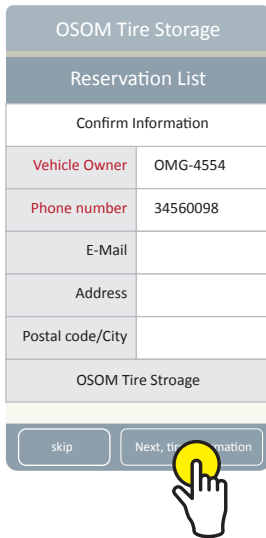 OSOM Tire Storage
Reservation List
Confirm Information
Vehicle Owner OMG-4554
Phone number 34560098
E-Mail
Address
Postal code/City
OSOM Tire Stroage
skip Next,